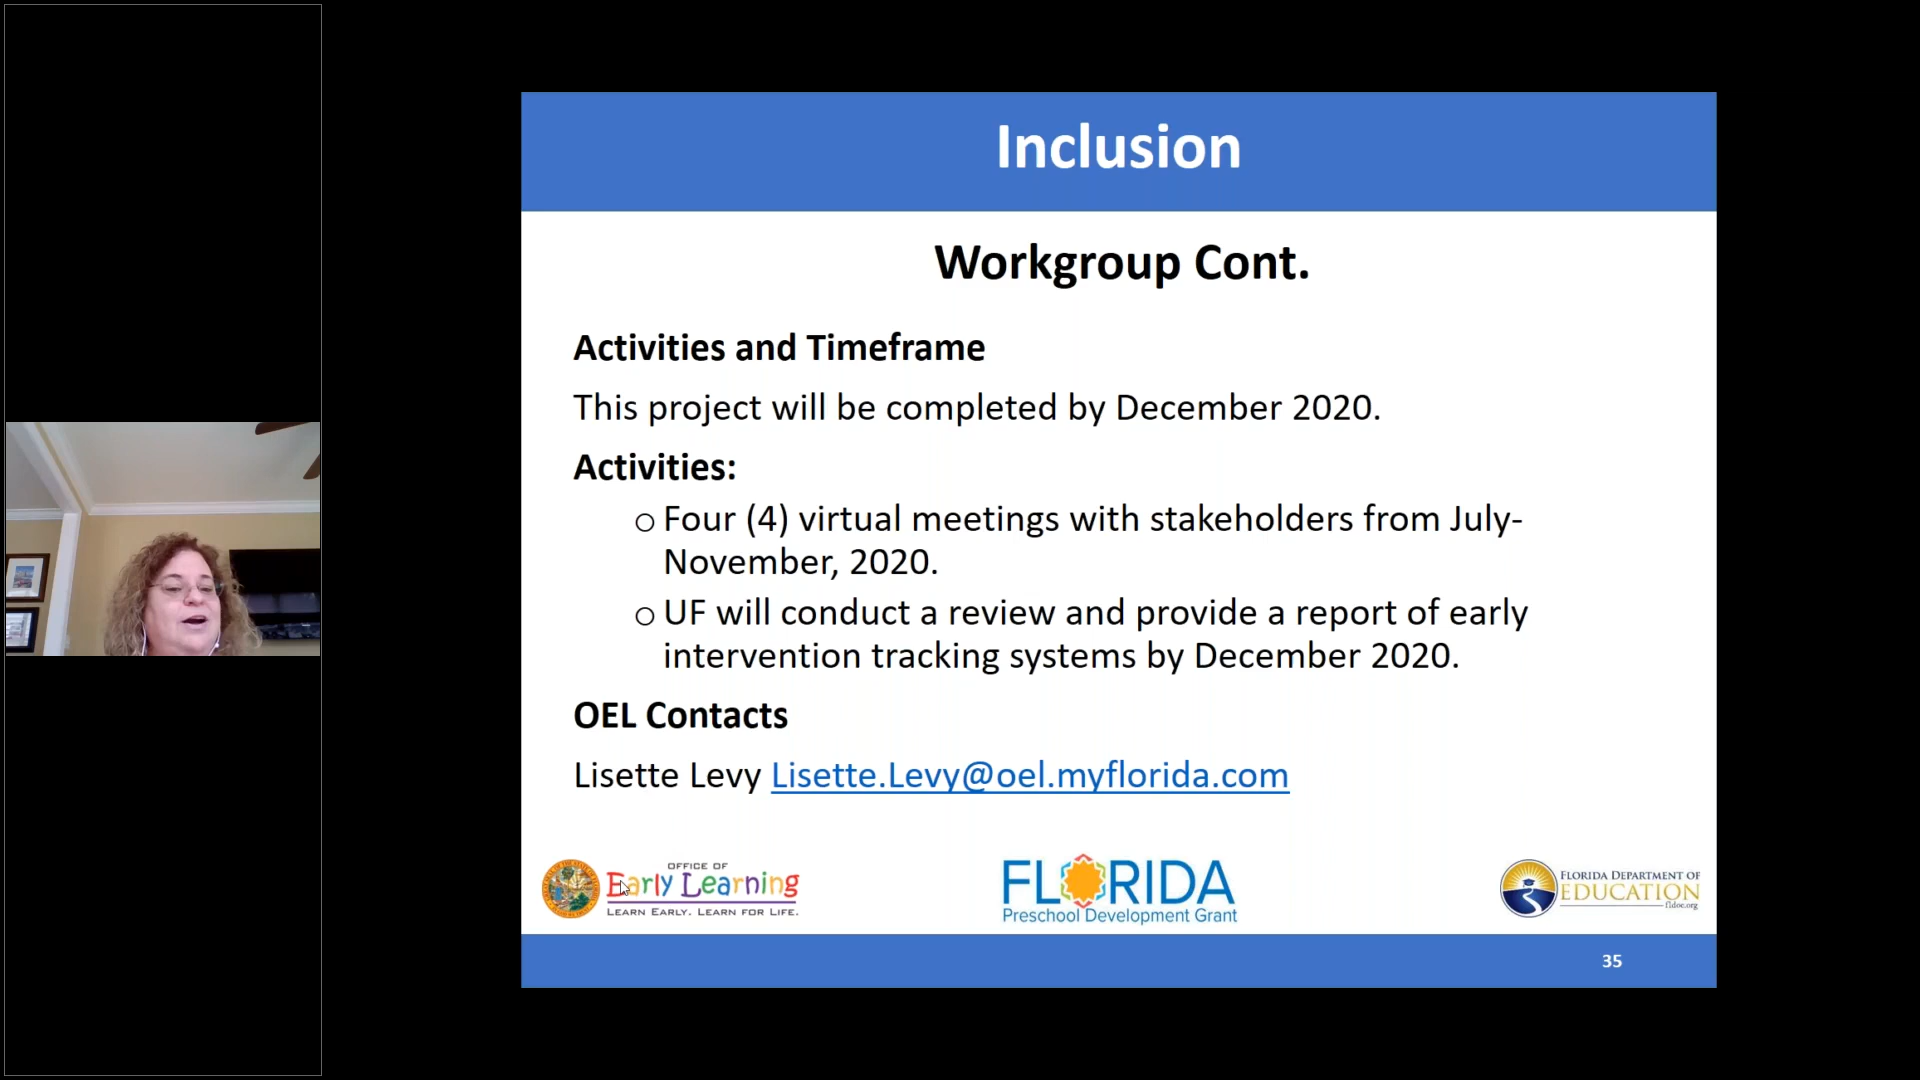 Inclusion
Workgroup Cont.
Activities and Timeframe
This project will be completed by December 2020.
Activities:
o Four (4) virtual meetings with stakeholders from July-
November, 2020.
o UF will conduct a review and provide a report of early
intervention tracking systems by December 2020.
OEL Contacts
Lisette Levy Lisette.Levy@oel.myflorida.com
OFFICE OF
Early Learning
LEARN EARLY. LEARN FOR LIFE.
FLORIDA
Preschool Development Grant
FLORIDA DEPARTMENT OF
EDUCATION
fldoe.org
35